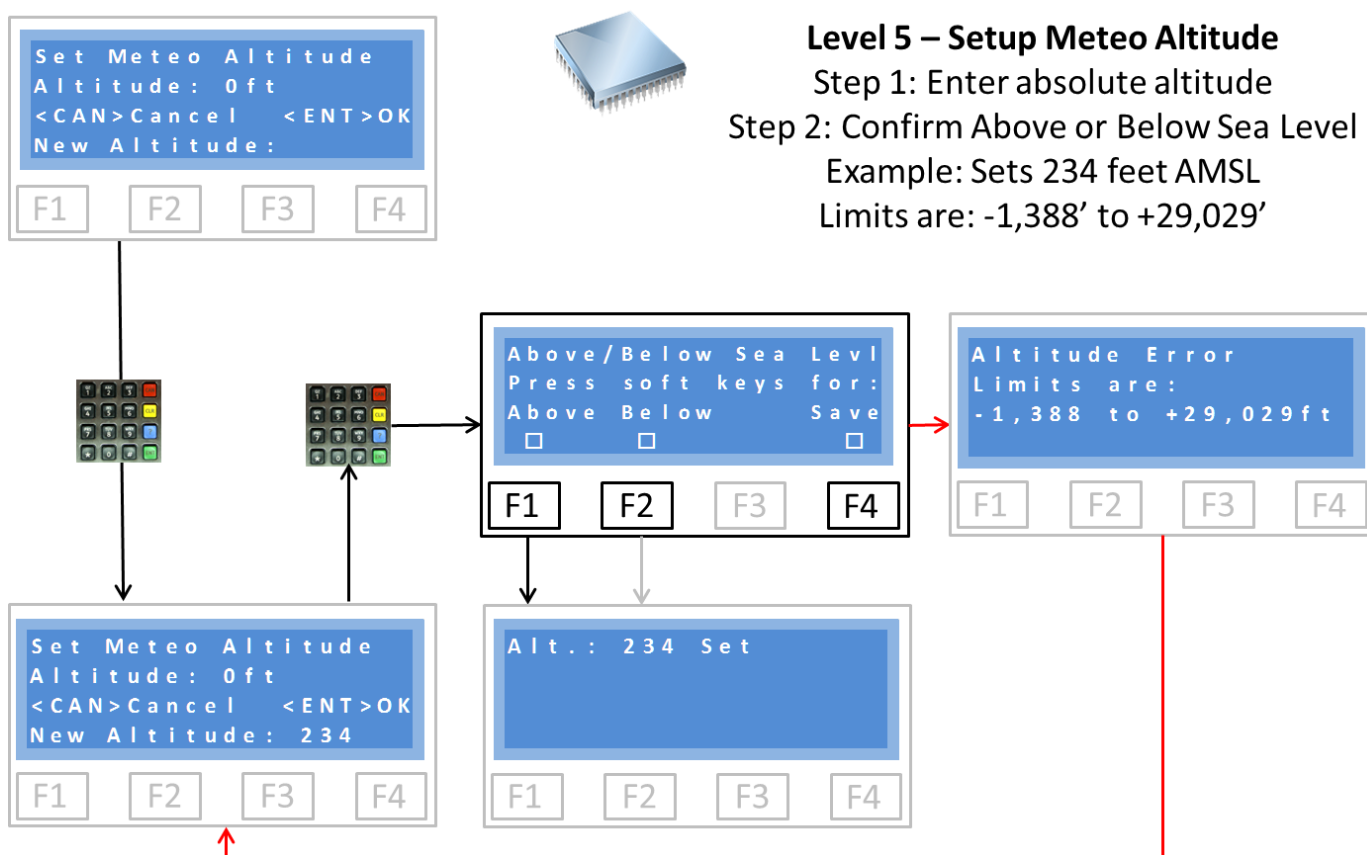 Level 5 – Setup Meteo Altitude
Step 1: Enter absolute altitude
Step 2: Confirm Above or Below Sea Level
Example: Sets 234 feet AMSL
Limits are: -1,388’ to +29,029’
Set Meteo Altitude
Altitude: 0ft
<CAN>Cancel <ENT>OK
New Altitude:
F1 F2 F3 F4
Above/Below Sea Levl
Press soft keys for:
Above Below Save
F1 F2 F3 F4
Altitude Error
Limits are:
-1,388 to +29,029ft
F1 F2 F3 F4
Set Meteo Altitude
Altitude: 0ft
<CAN>Cancel <ENT>OK
New Altitude: 234
F1 F2 F3 F4
Alt.: 234 Set
F1 F2 F3 F4